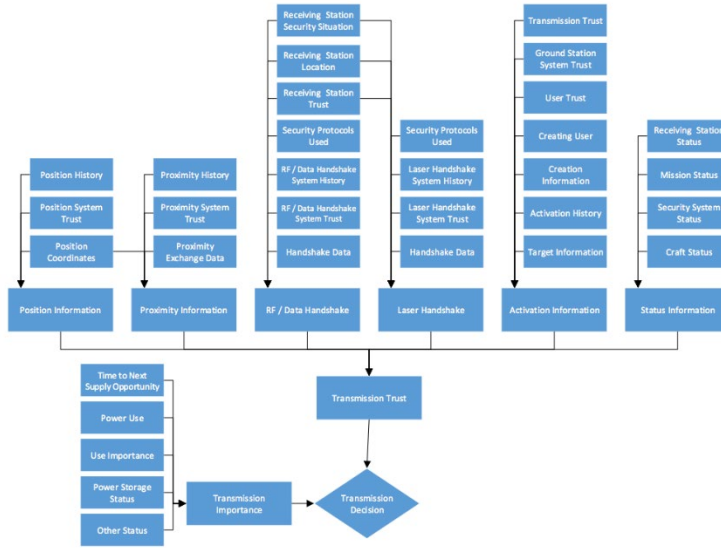 Receiving Station
Security Situation
Transmission Trust
Receiving Station
Location
Ground Station
System Trust
Receiving Station
Trust
User Trust
Security Protocols
Used
Security Protocols
Used
Creating User
Receiving Station
Status
Position History
Proximity History
RF / Data Handshake
System History
Laser Handshake
System History
Creation
Information
Mission Status
Position System
Trust
Proximity System
Trust
RF / Data Handshake
System Trust
Laser Handshake
System Trust
Activation History
Security System
Status
Position
Coordinates
Proximity
Exchange Data
Handshake Data
Handshake Data
Target Information
Craft Status
Position Information
Proximity Information
RF / Data Handshake
Laser Handshake
Activation Information
Status Information
Time to Next
Supply Opportunity
Transmission Trust
Power Use
Use Importance
Power Storage
Status
Transmission
Importance
Transmission
Decision
Other Status